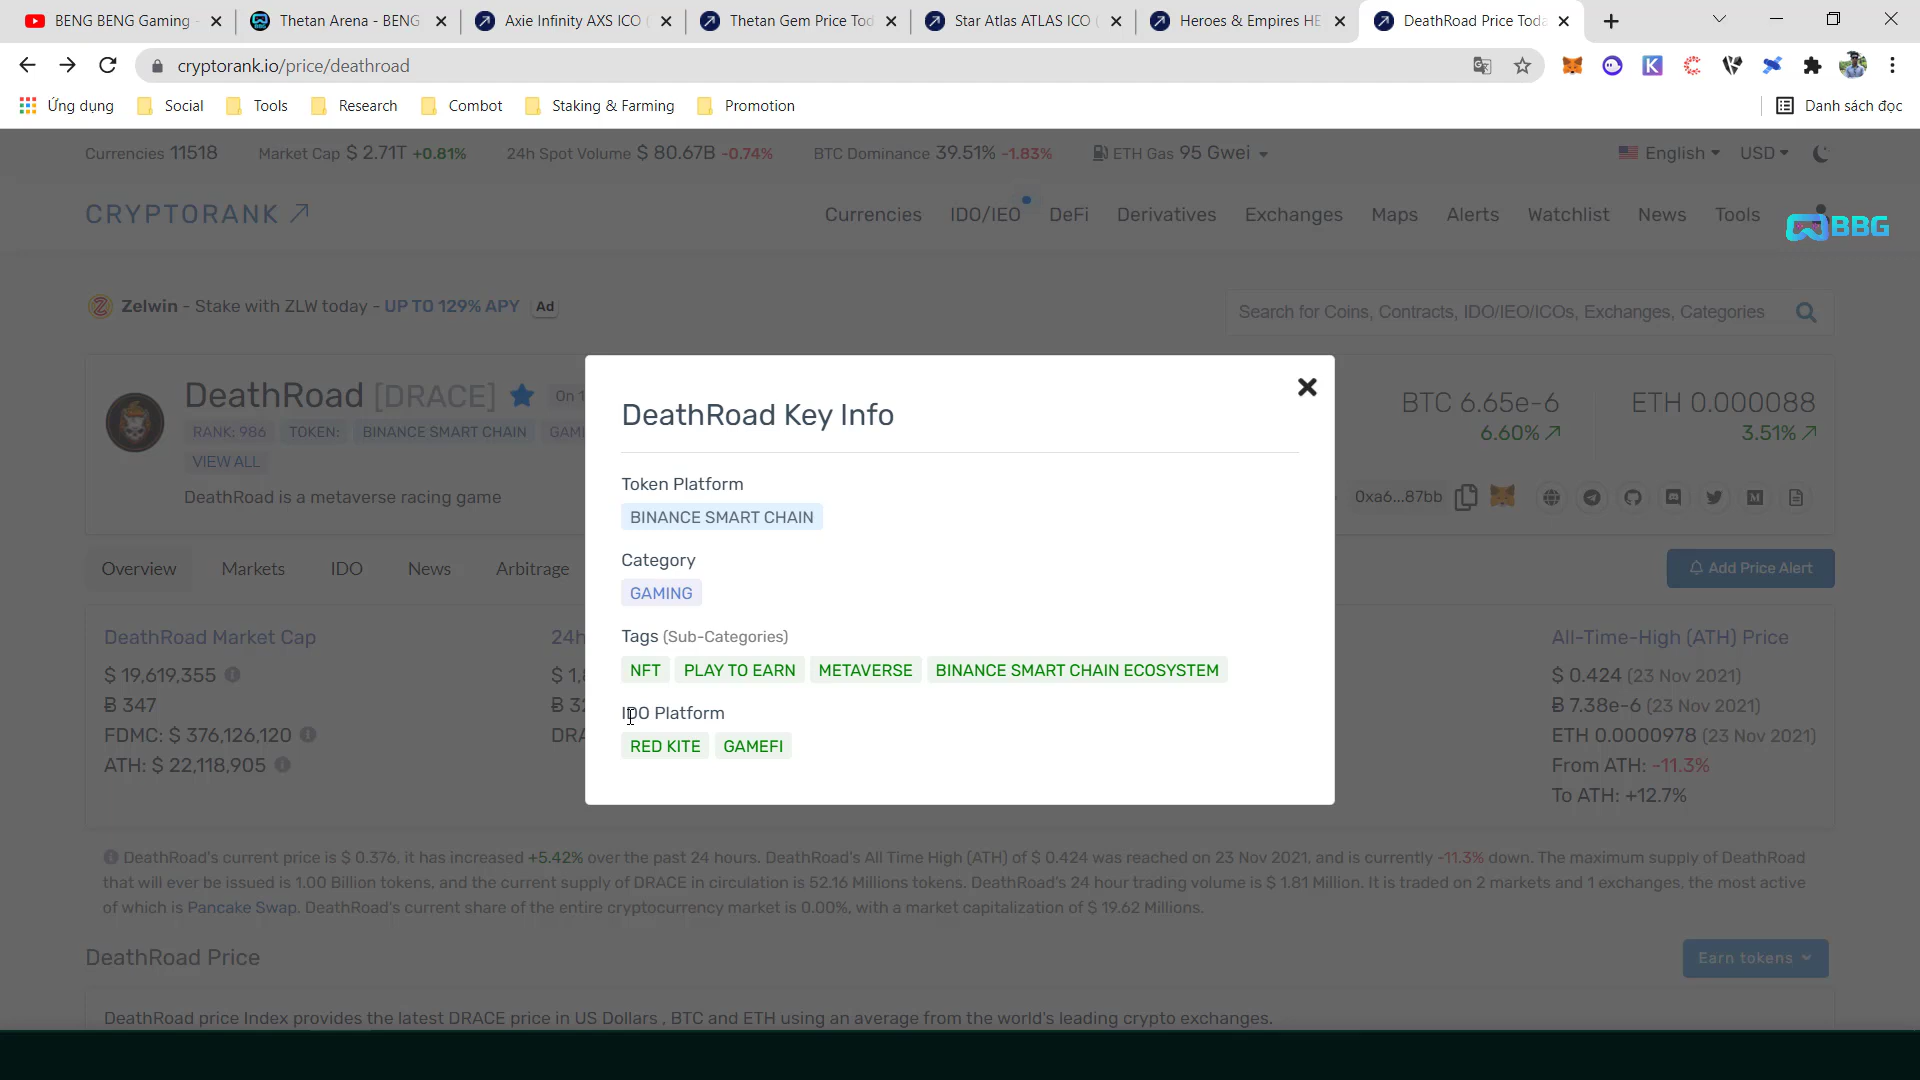 BENG BENG Gaming - Thetan Arena - BENG Axie Infinity AXS ICO Thetan Gem Price Tod Star Atlas ATLAS ICO Heroes & Empires HE DeathRoad Price Toda
cryptorank.io/price/deathroad
Ứng dụng Social Tools Research Combot Staking & Farming Promotion Danh sách đọc
Currencies 11518 Market Cap $ 2.71T +0.81% 24h Spot Volume $ 80.67B -0.74% BTC Dominance 39.51% -1.83% ETH Gas 95 Gwei English USD
CRYPTORANK Currencies IDO/IEO DeFi Derivatives Exchanges Maps Alerts Watchlist News Tools BBG
Zelwin - Stake with ZLW today - UP TO 129% APY Ad Search for Coins, Contracts, IDO/IEO/ICOs, Exchanges, Categories
DeathRoad [DRACE] On 1 BTC 6.65e-6 ETH 0.000088
RANK: 986 TOKEN: BINANCE SMART CHAIN GAMI 6.60% 3.51%
VIEW ALL
DeathRoad is a metaverse racing game 0xa6...87bb
Overview Markets IDO News Arbitrage Add Price Alert
DeathRoad Key Info
Token Platform
BINANCE SMART CHAIN
Category
GAMING
Tags (Sub-Categories)
NFT PLAY TO EARN METAVERSE BINANCE SMART CHAIN ECOSYSTEM
IDO Platform
RED KITE GAMEFI
DeathRoad Market Cap 24h All-Time-High (ATH) Price
$ 19,619,355 $ 1,8 $ 0.424 (23 Nov 2021)
Ƀ 347 Ƀ 32 Ƀ 7.38e-6 (23 Nov 2021)
FDMC: $ 376,126,120 DRA ETH 0.0000978 (23 Nov 2021)
ATH: $ 22,118,905 From ATH: -11.3%
To ATH: +12.7%
DeathRoad's current price is $ 0.376, it has increased +5.42% over the past 24 hours. DeathRoad's All Time High (ATH) of $ 0.424 was reached on 23 Nov 2021, and is currently -11.3% down. The maximum supply of DeathRoad
that will ever be issued is 1.00 Billion tokens, and the current supply of DRACE in circulation is 52.16 Millions tokens. DeathRoad's 24 hour trading volume is $ 1.81 Million. It is traded on 2 markets and 1 exchanges, the most active
of which is Pancake Swap. DeathRoad's current share of the entire cryptocurrency market is 0.00%, with a market capitalization of $ 19.62 Millions.
DeathRoad Price Earn tokens
DeathRoad price Index provides the latest DRACE price in US Dollars , BTC and ETH using an average from the world's leading crypto exchanges.